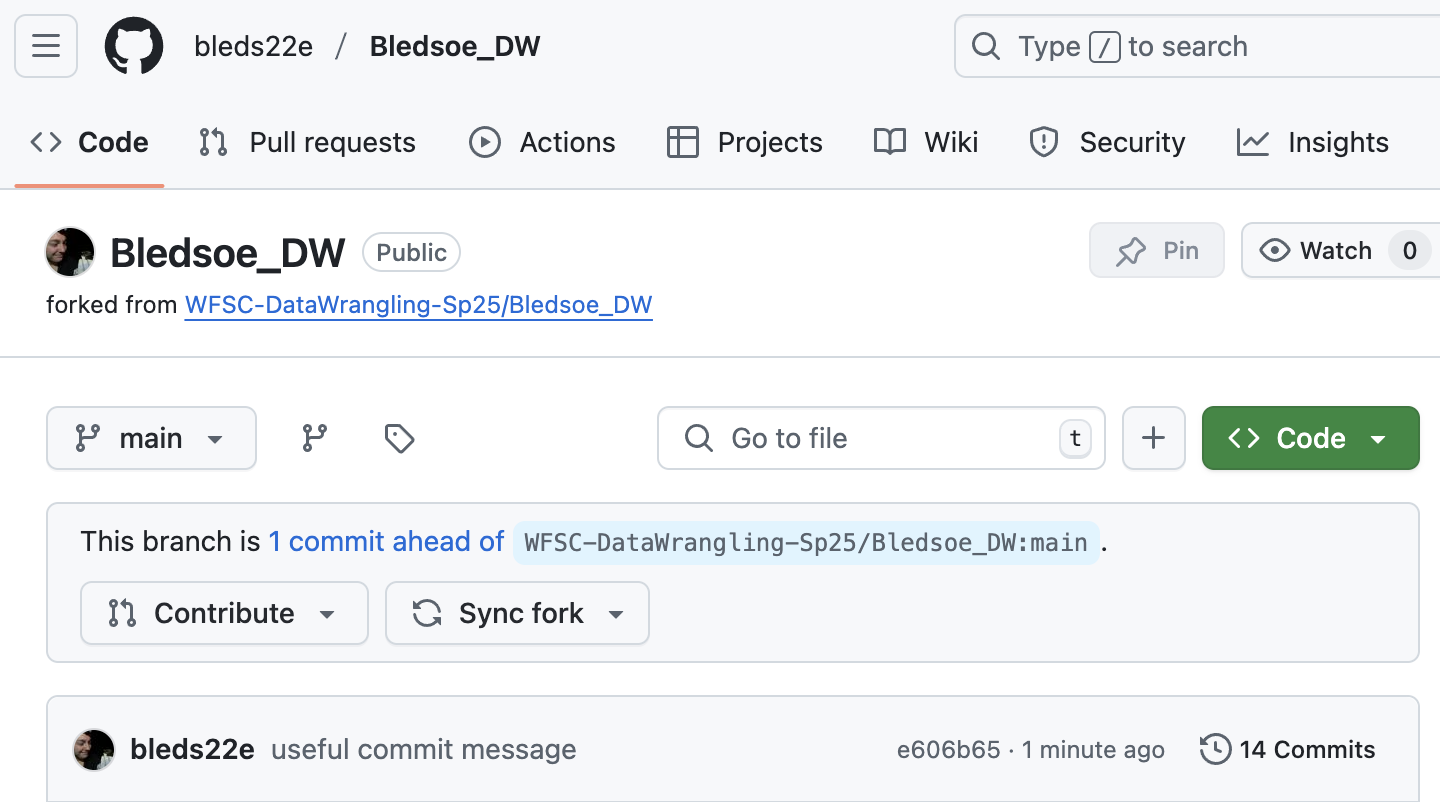 bleds22e / Bledsoe_DW Type / to search
Code Pull requests Actions Projects Wiki Security Insights
Bledsoe_DW Public Pin Watch 0
forked from WFSC-DataWrangling-Sp25/Bledsoe_DW
main Go to file t + Code
This branch is 1 commit ahead of WFSC-DataWrangling-Sp25/Bledsoe_DW:main .
Contribute Sync fork
bleds22e useful commit message e606b65 · 1 minute ago 14 Commits